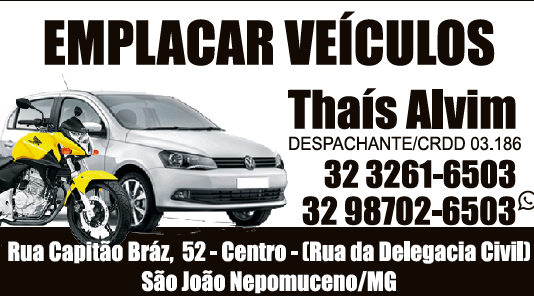 EMPLACAR VEÍCULOS
Thaís Alvim
DESPACHANTE/CRDD 03.186
32 3261-6503
32 98702-6503
Rua Capitão Bráz, 52 - Centro - (Rua da Delegacia Civil)
São João Nepomuceno/MG